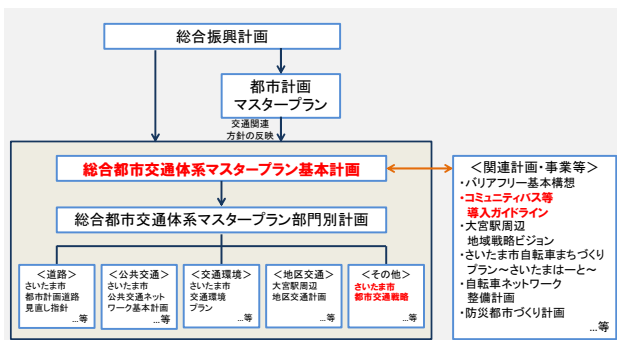 総合振興計画
都市計画
マスタープラン
交通関連
方針の反映
総合都市交通体系マスタープラン基本計画
総合都市交通体系マスタープラン部門別計画
＜道路＞
さいたま市
都市計画道路
見直し指針
…等
＜公共交通＞
さいたま市
公共交通ネット
ワーク基本計画
…等
＜交通環境＞
さいたま市
交通環境
プラン
…等
＜地区交通＞
大宮駅周辺
地区交通計画
…等
＜その他＞
さいたま市
都市交通戦略
…等
＜関連計画・事業等＞
・バリアフリー基本構想
・コミュニティバス等
導入ガイドライン
・大宮駅周辺
地域戦略ビジョン
・さいたま市自転車まちづくり
プラン～さいたまはーと～
・自転車ネットワーク
整備計画
・防災都市づくり計画
…等